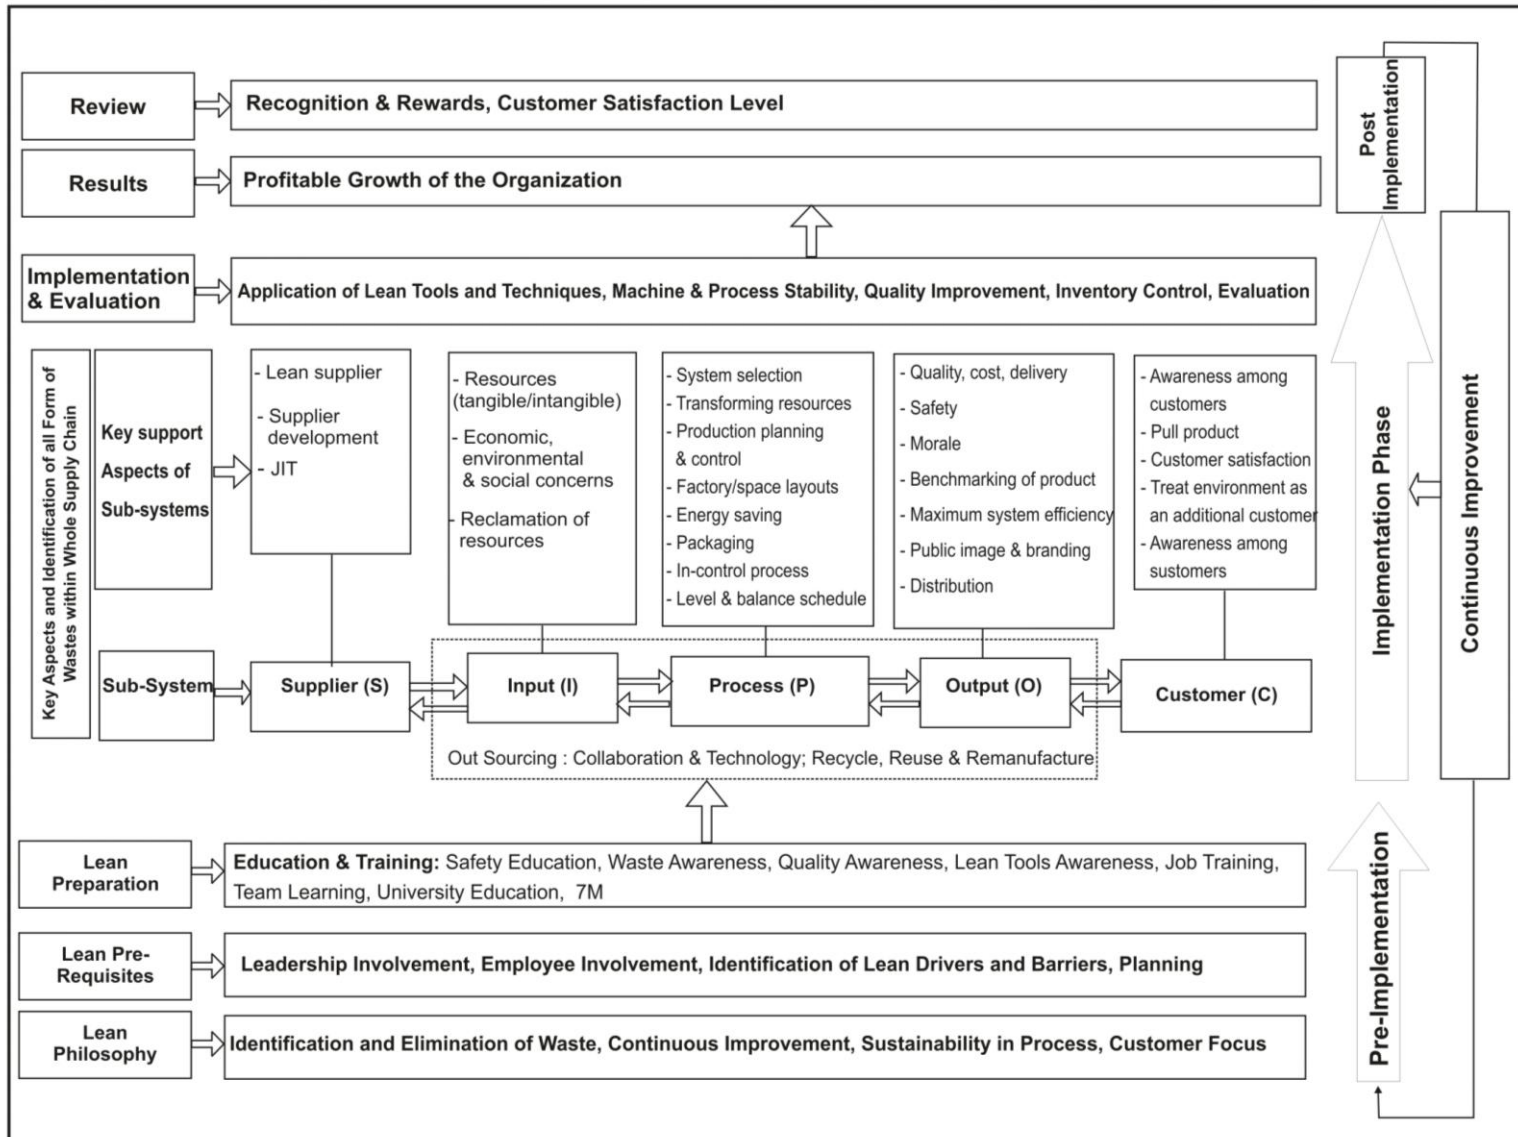 Review
Recognition & Rewards, Customer Satisfaction Level
Results
Profitable Growth of the Organization
Implementation
& Evaluation
Application of Lean Tools and Techniques, Machine & Process Stability, Quality Improvement, Inventory Control, Evaluation
Key Aspects and Identification of all Form of
Wastes within Whole Supply Chain
Key support
Aspects of
Sub-systems
- Lean supplier
- Supplier
development
- JIT
- Resources
(tangible/intangible)
- Economic,
environmental
& social concerns
- Reclamation of
resources
- System selection
- Transforming resources
- Production planning
& control
- Factory/space layouts
- Energy saving
- Packaging
- In-control process
- Level & balance schedule
- Quality, cost, delivery
- Safety
- Morale
- Benchmarking of product
- Maximum system efficiency
- Public image & branding
- Distribution
- Awareness among
customers
- Pull product
- Customer satisfaction
- Treat environment as
an additional customer
- Awareness among
sustomers
Sub-System
Supplier (S)
Input (I)
Process (P)
Output (O)
Customer (C)
Out Sourcing : Collaboration & Technology; Recycle, Reuse & Remanufacture
Lean
Preparation
Education & Training: Safety Education, Waste Awareness, Quality Awareness, Lean Tools Awareness, Job Training,
Team Learning, University Education, 7M
Lean Pre-
Requisites
Leadership Involvement, Employee Involvement, Identification of Lean Drivers and Barriers, Planning
Lean
Philosophy
Identification and Elimination of Waste, Continuous Improvement, Sustainability in Process, Customer Focus
Post
Implementation
Implementation Phase
Pre-Implementation
Continuous Improvement